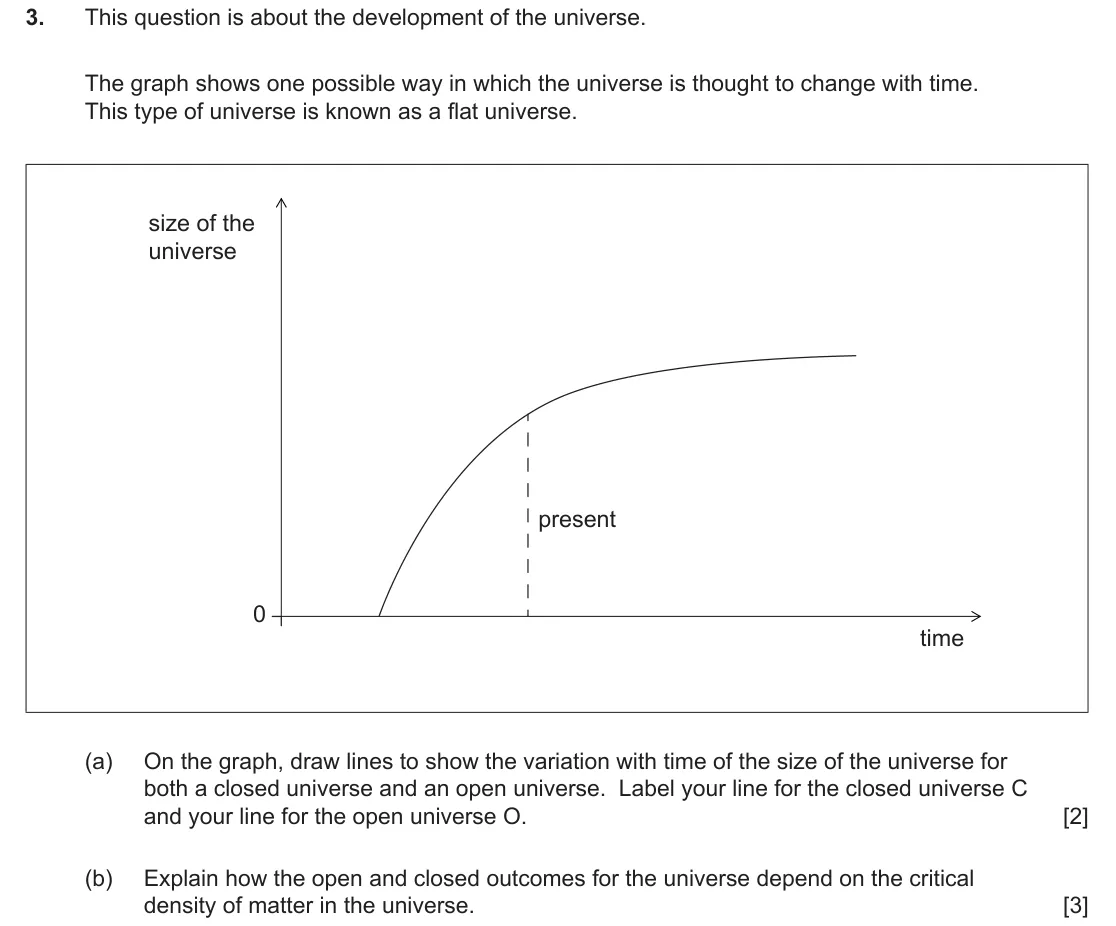 3. This question is about the development of the universe.
The graph shows one possible way in which the universe is thought to change with time.
This type of universe is known as a flat universe.
size of the
universe
present
0
time
(a) On the graph, draw lines to show the variation with time of the size of the universe for
both a closed universe and an open universe. Label your line for the closed universe C
and your line for the open universe O. [2]
(b) Explain how the open and closed outcomes for the universe depend on the critical
density of matter in the universe. [3]